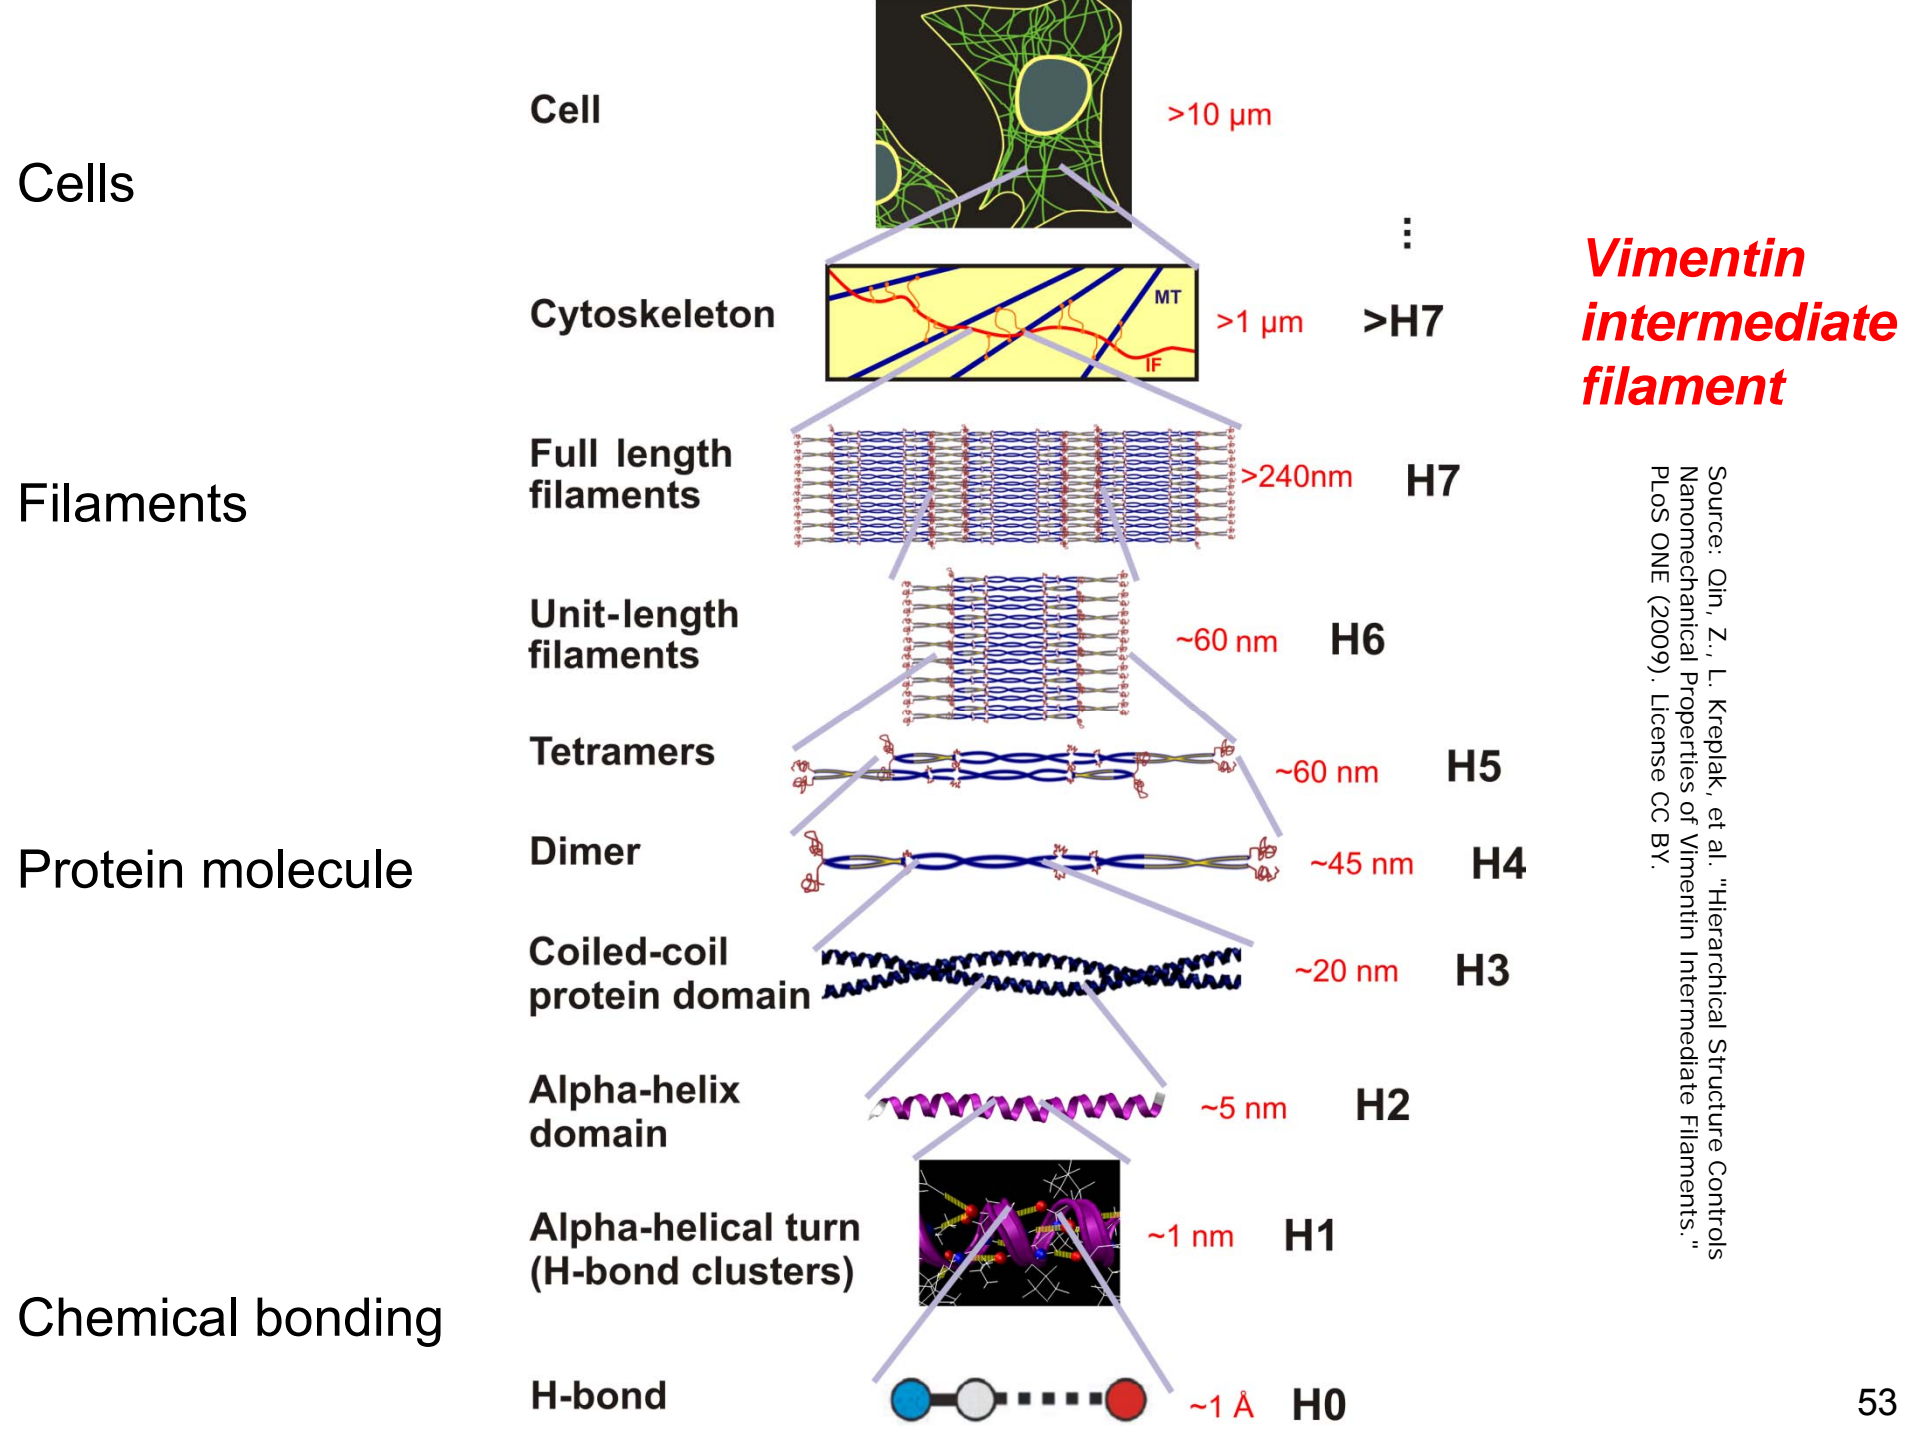 Cell
>10 µm
Cells
⋮
Vimentin
intermediate
filament
Cytoskeleton
MT
IF
>1 µm
>H7
Full length
filaments
>240nm
H7
Filaments
Unit-length
filaments
~60 nm
H6
Tetramers
~60 nm
H5
Protein molecule
Dimer
~45 nm
H4
Coiled-coil
protein domain
~20 nm
H3
Alpha-helix
domain
~5 nm
H2
Alpha-helical turn
(H-bond clusters)
~1 nm
H1
Chemical bonding
H-bond
~1 Å
H0
Source: Qin, Z., L. Kreplak, et al. "Hierarchical Structure Controls
Nanomechanical Properties of Vimentin Intermediate Filaments."
PLoS ONE (2009). License CC BY.
53